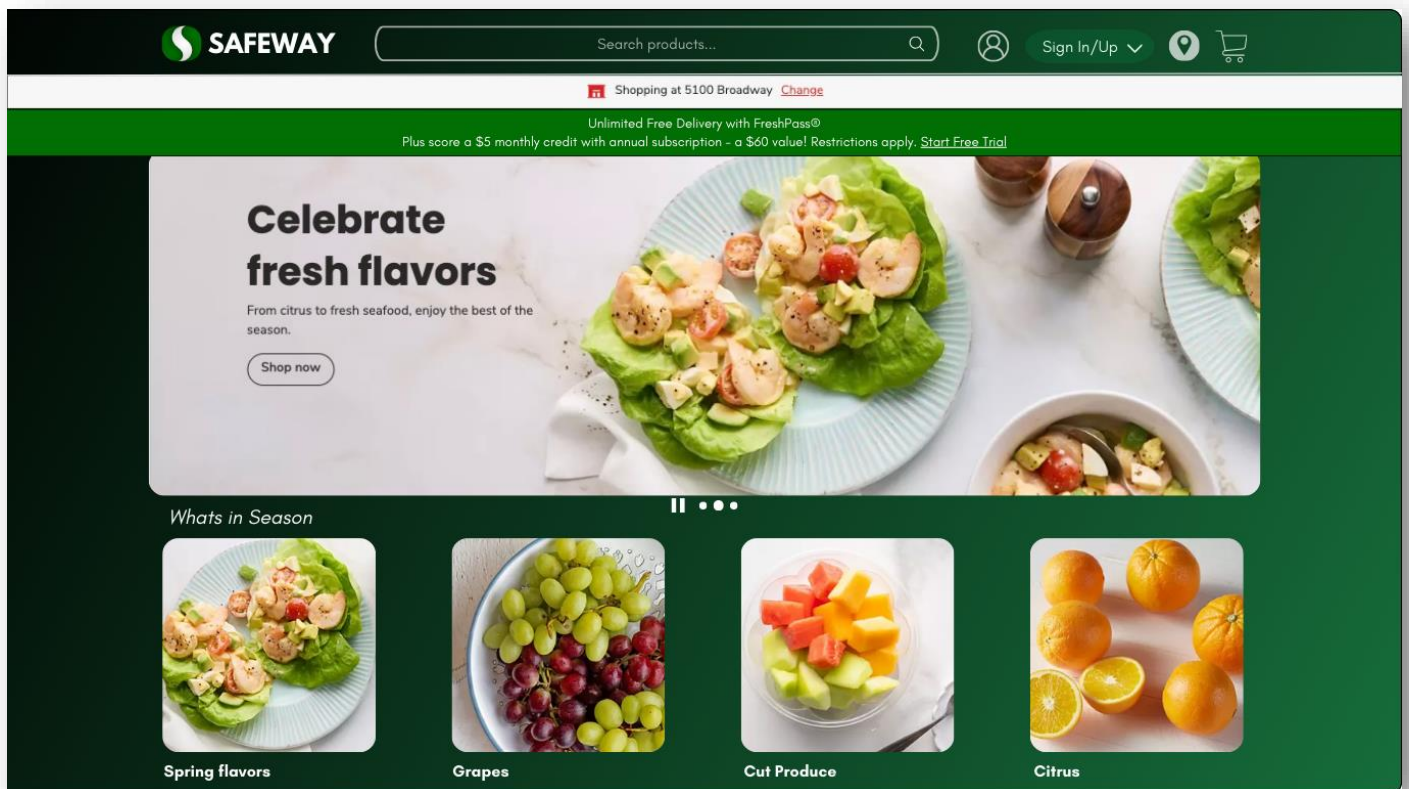 SAFEWAY
Search products...
Sign In/Up
Shopping at 5100 Broadway Change
Unlimited Free Delivery with FreshPass®
Plus score a $5 monthly credit with annual subscription - a $60 value! Restrictions apply. Start Free Trial
Celebrate
fresh flavors
From citrus to fresh seafood, enjoy the best of the
season.
Shop now
Whats in Season
Spring flavors
Grapes
Cut Produce
Citrus